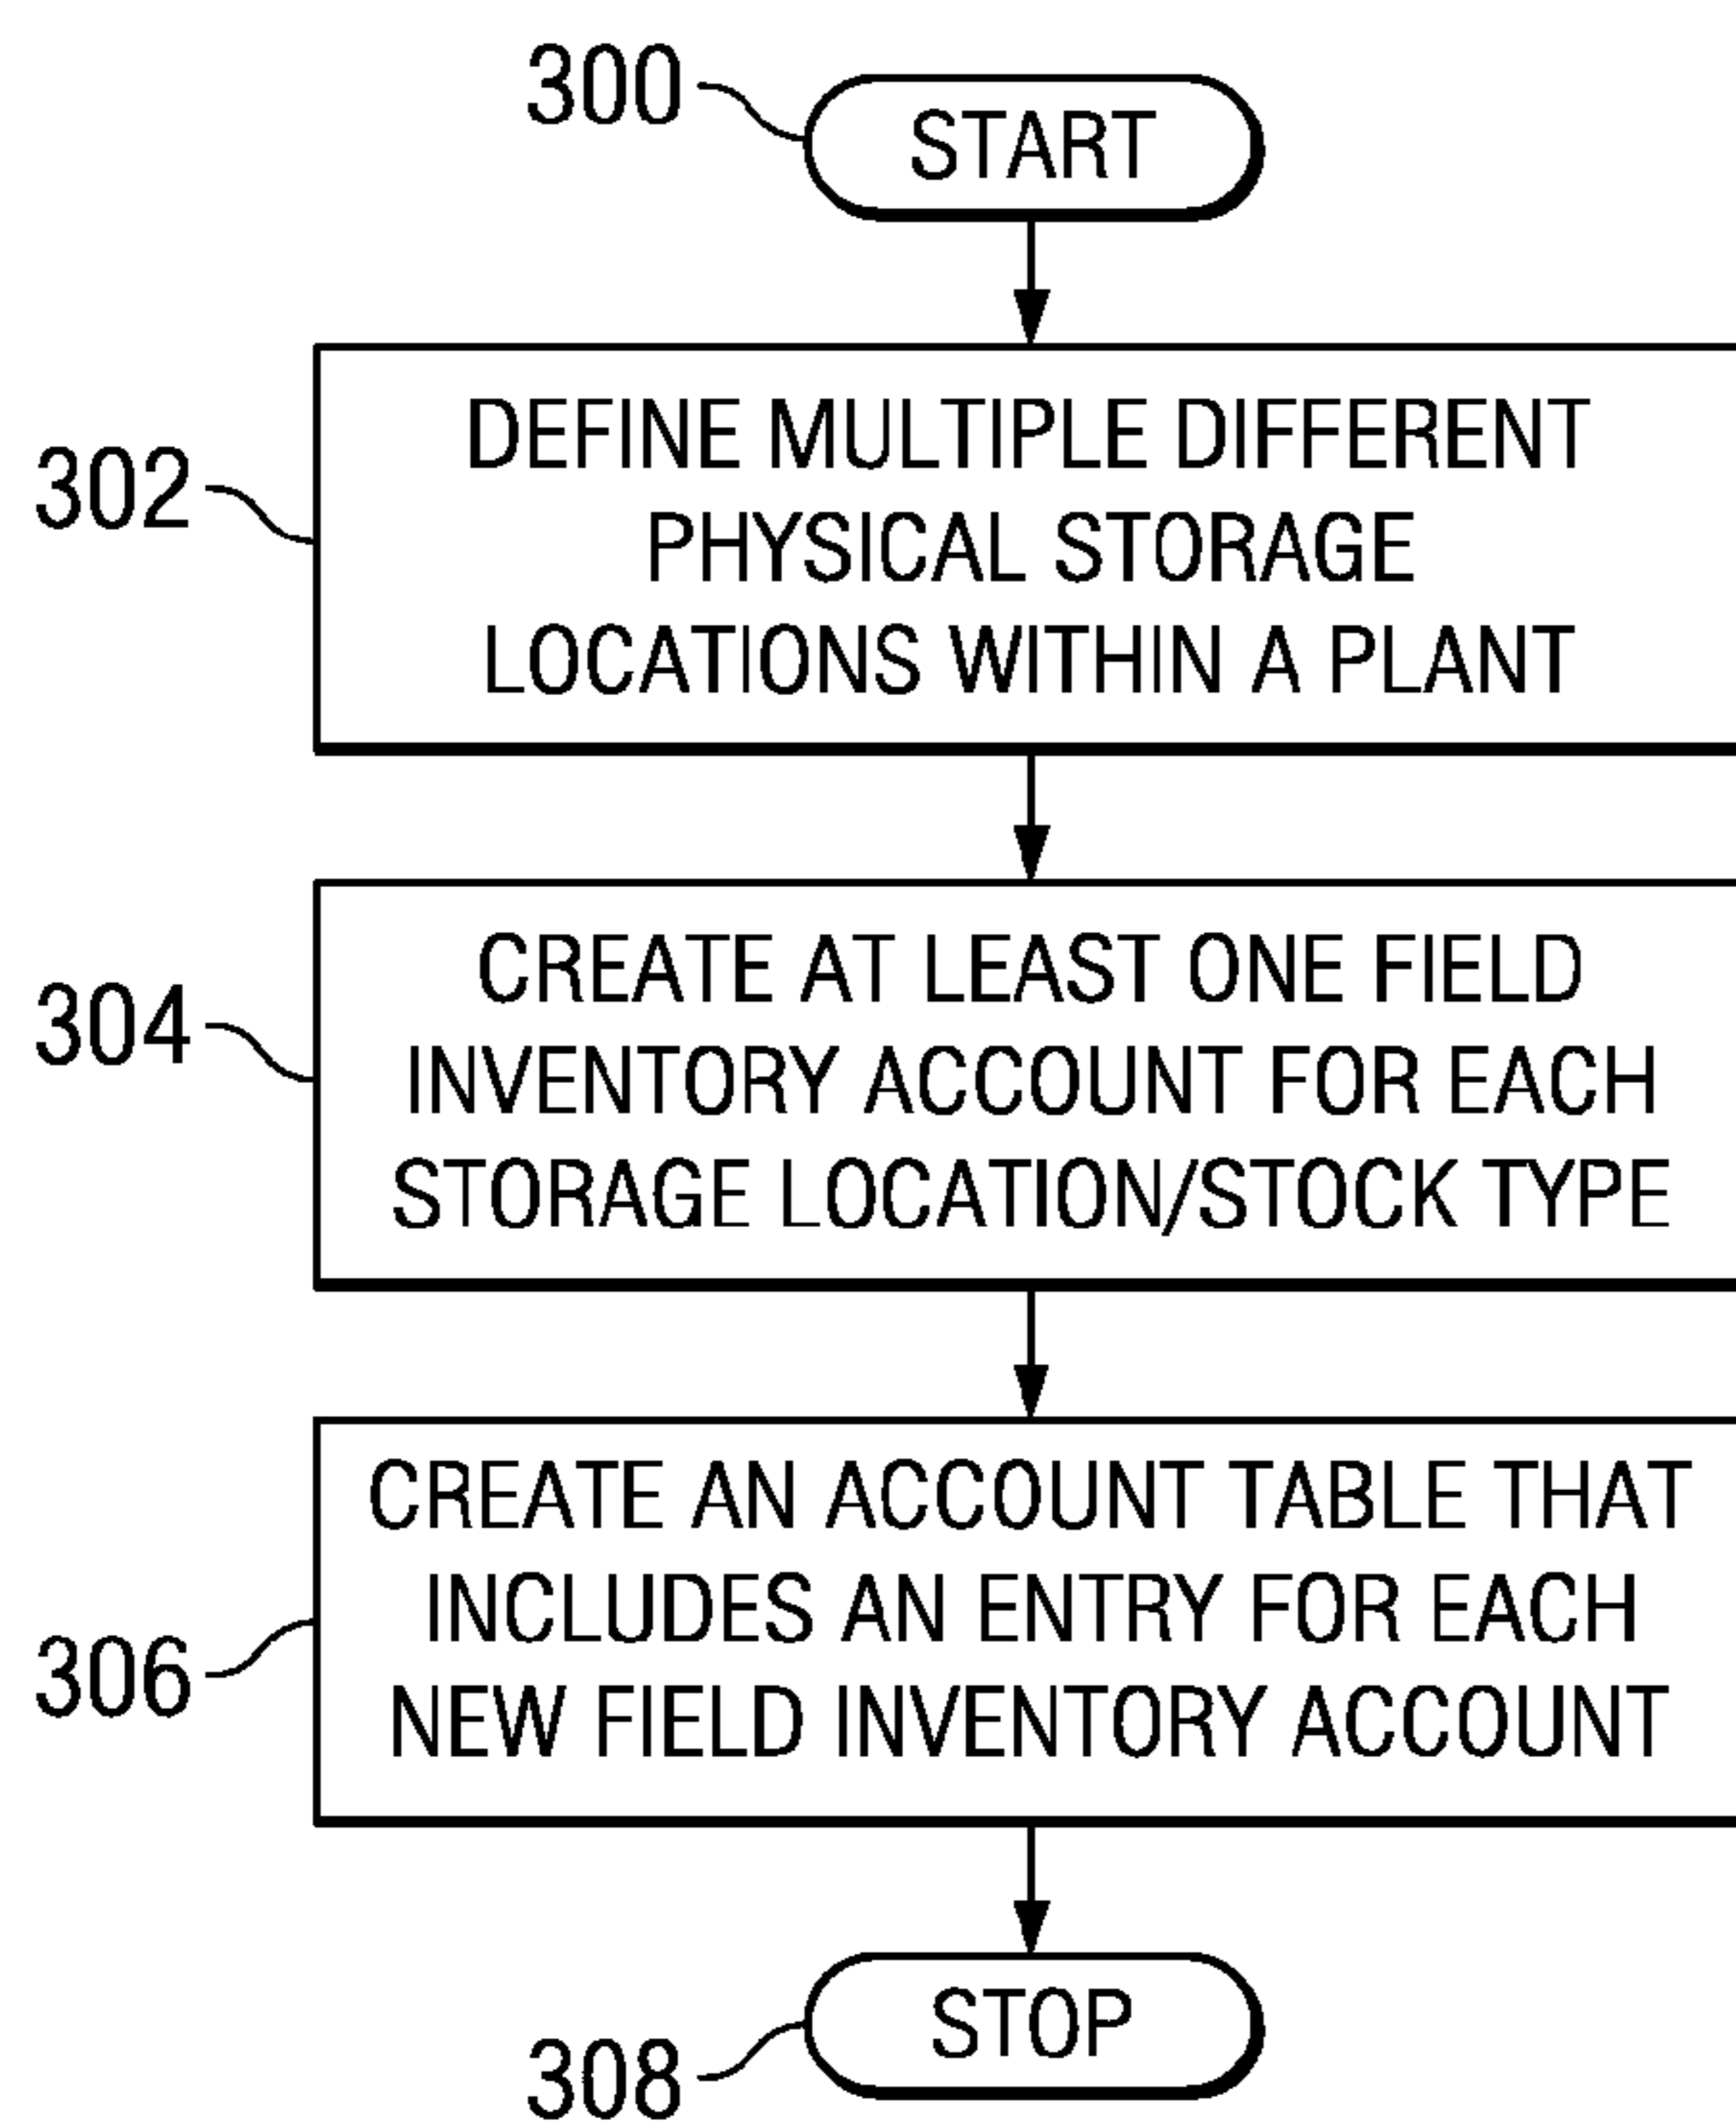 300
START
302
DEFINE MULTIPLE DIFFERENT
PHYSICAL STORAGE
LOCATIONS WITHIN A PLANT
304
CREATE AT LEAST ONE FIELD
INVENTORY ACCOUNT FOR EACH
STORAGE LOCATION/STOCK TYPE
306
CREATE AN ACCOUNT TABLE THAT
INCLUDES AN ENTRY FOR EACH
NEW FIELD INVENTORY ACCOUNT
308
STOP